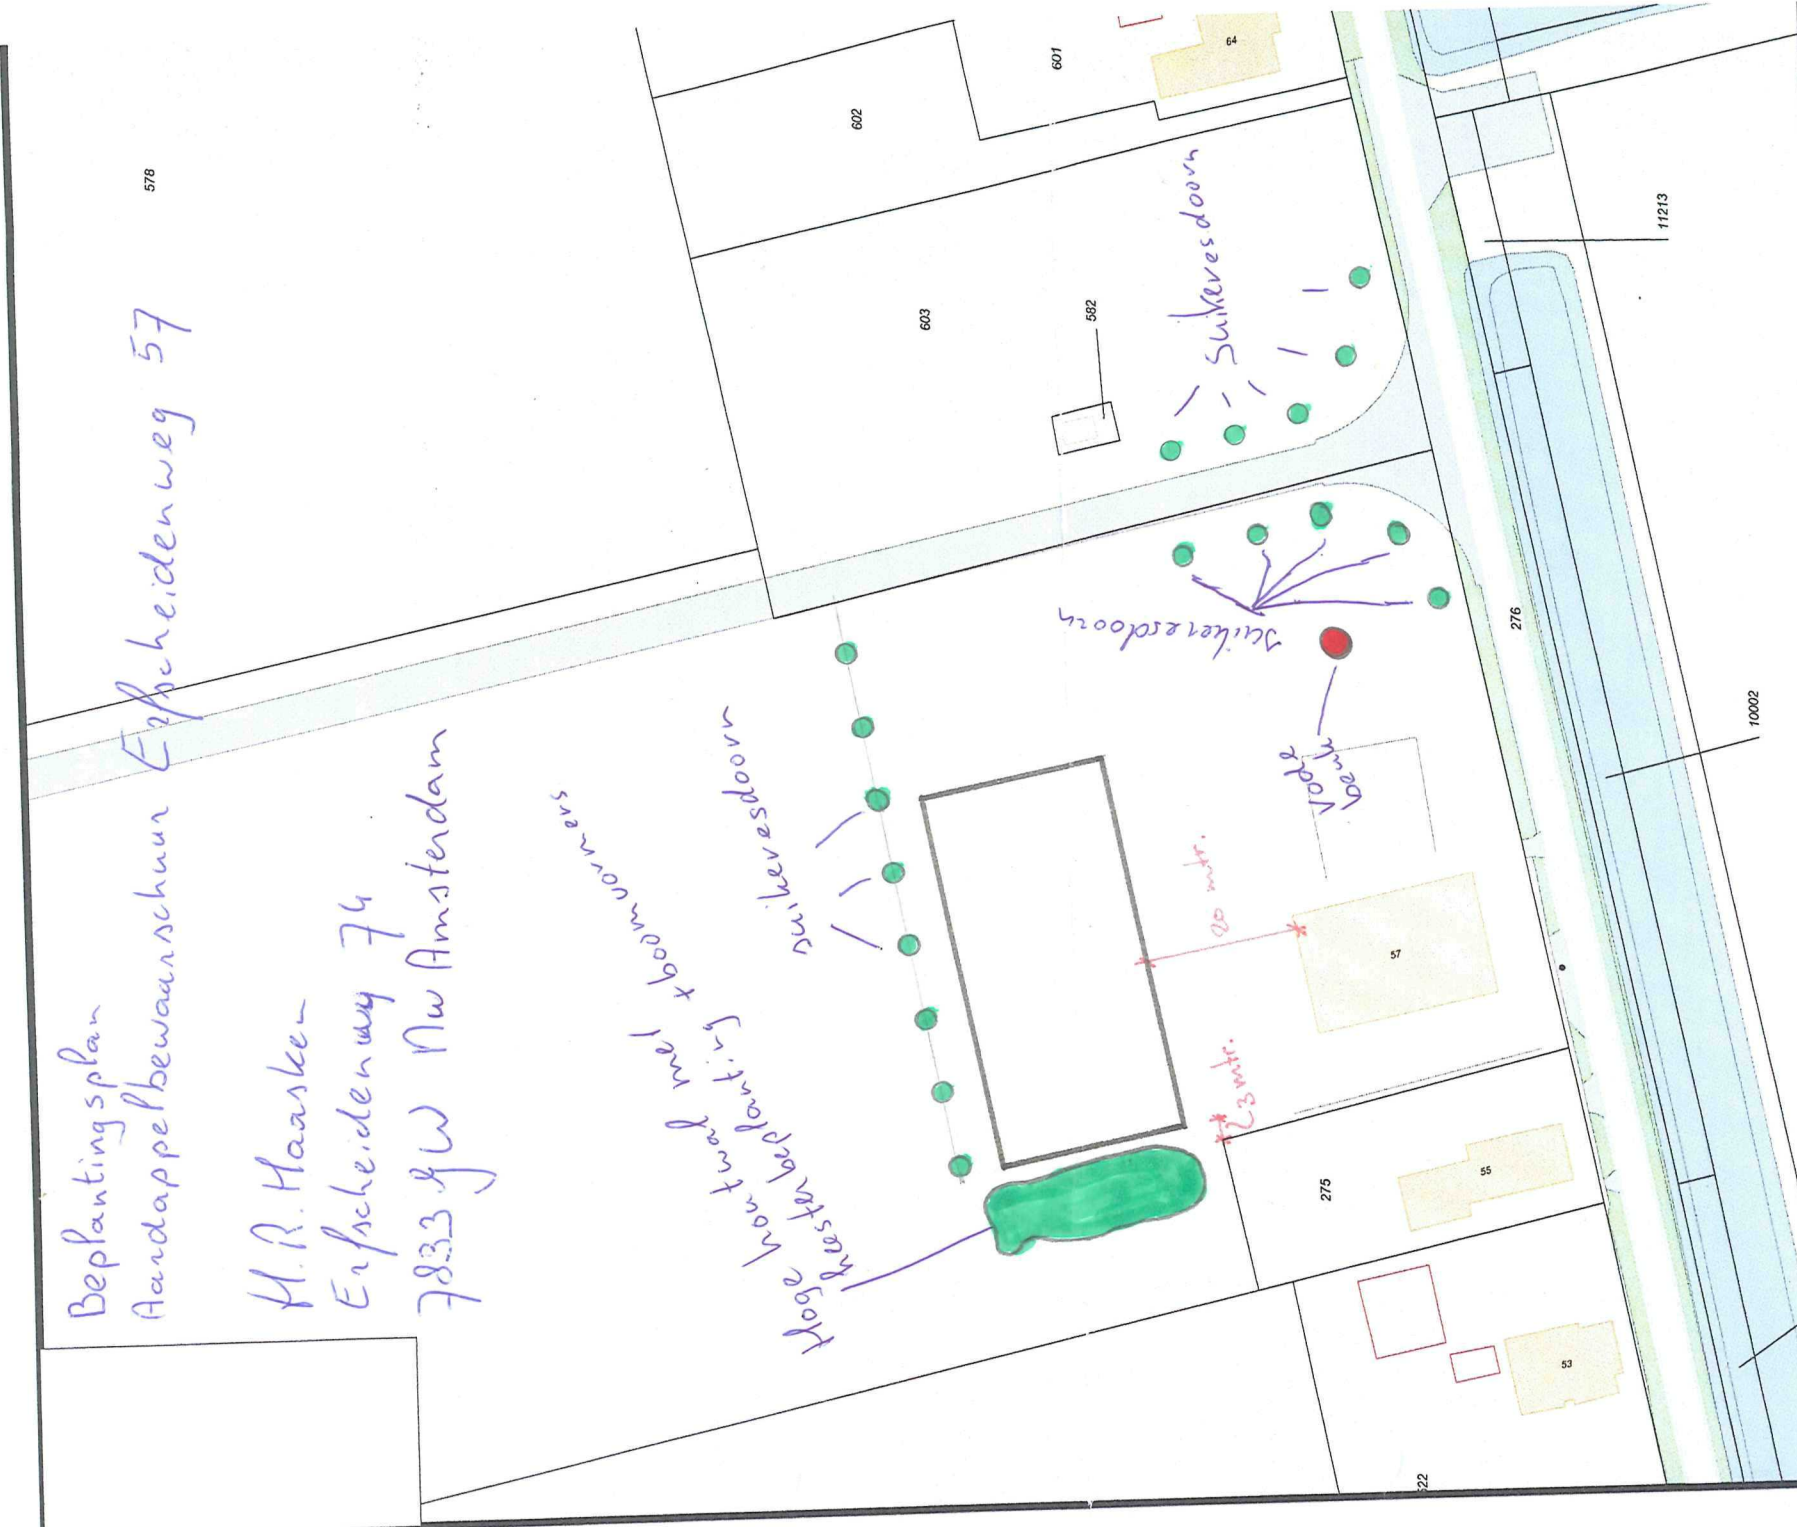 Beplantingsplan
Aardappelbewaarschuur Erfscheidenweg 57
H.R. Haasken
Erfscheidenweg 74
7833 GW Nw Amsterdam
Hoge houtwal met
heesterbeplanting + boomvormers
suikeresdoorn
suikeresdoorn
suikeresdoorn
rode
beuk
20 mtr.
23 mtr.
578
602
601
64
603
582
11213
276
10002
57
55
275
53
522